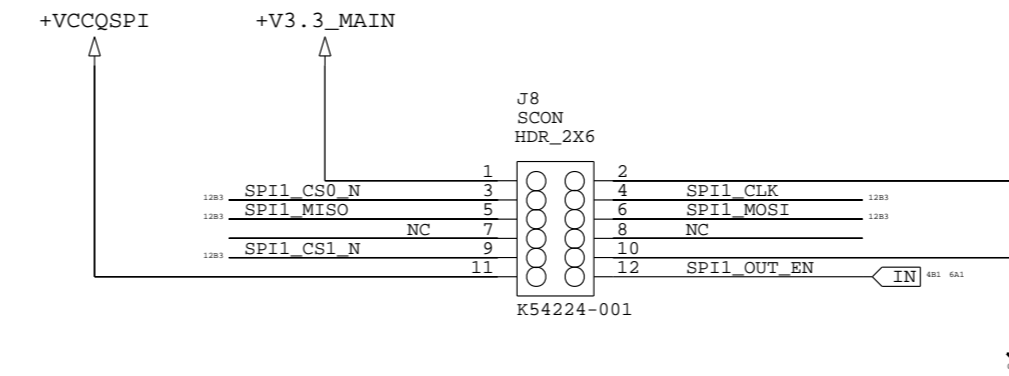 +VCCQSPI +V3.3_MAIN
J8
SCON
HDR_2X6
1 2
12B3 SPI1_CS0_N 3 4 SPI1_CLK 12B3
12B3 SPI1_MISO 5 6 SPI1_MOSI 12B3
NC 7 8 NC
12B3 SPI1_CS1_N 9 10
11 12 SPI1_OUT_EN IN 4B1 6A1
K54224-001